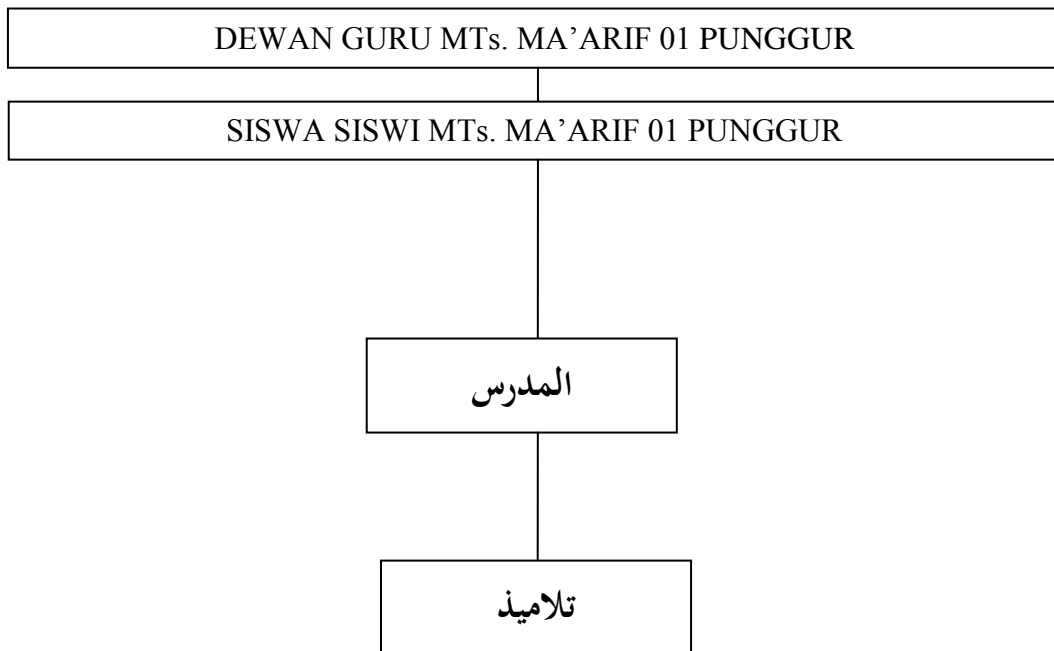 DEWAN GURU MTs. MA’ARIF 01 PUNGGUR
SISWA SISWI MTs. MA’ARIF 01 PUNGGUR
المدرس
تلاميذ